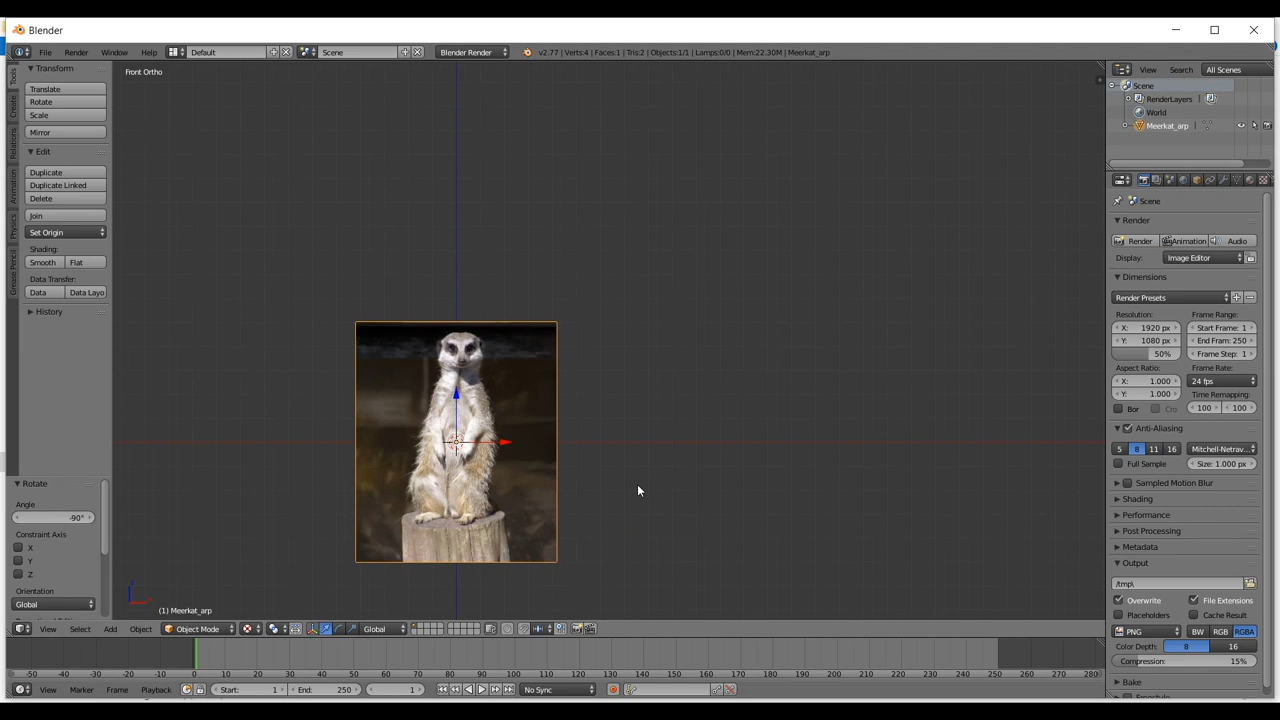 Blender
File Render Window Help Default Scene Blender Render v2.77 | Verts:4 | Faces:1 | Tris:2 | Objects:1/1 | Lamps:0/0 | Mem:22.30M | Meerkat_arp
Tools
Create
Relations
Animation
Physics
Grease Pencil
Transform
Translate
Rotate
Scale
Mirror
Edit
Duplicate
Duplicate Linked
Delete
Join
Set Origin
Shading:
Smooth Flat
Data Transfer:
Data Data Layo
History
Rotate
Angle
-90°
Constraint Axis
X
Y
Z
Orientation
Global
Front Ortho
(1) Meerkat_arp
View Select Add Object Object Mode Global
-50 -40 -30 -20 -10 0 10 20 30 40 50 60 70 80 90 100 110 120 130 140 150 160 170 180 190 200 210 220 230 240 250 260 270 280
View Marker Frame Playback Start: 1 End: 250 1 No Sync
View Search All Scenes
Scene
RenderLayers
World
Meerkat_arp
Scene
Render
Render Animation Audio
Display: Image Editor
Dimensions
Render Presets
Resolution: Frame Range:
X: 1920 px Start Frame: 1
Y: 1080 px End Fram: 250
50% Frame Step: 1
Aspect Ratio: Frame Rate:
X: 1.000 24 fps
Y: 1.000 Time Remapping:
Bor Cro 100 100
Anti-Aliasing
5 8 11 16 Mitchell-Netrav...
Full Sample Size: 1.000 px
Sampled Motion Blur
Shading
Performance
Post Processing
Metadata
Output
/tmp\
Overwrite File Extensions
Placeholders Cache Result
PNG BW RGB RGBA
Color Depth: 8 16
Compression: 15%
Bake